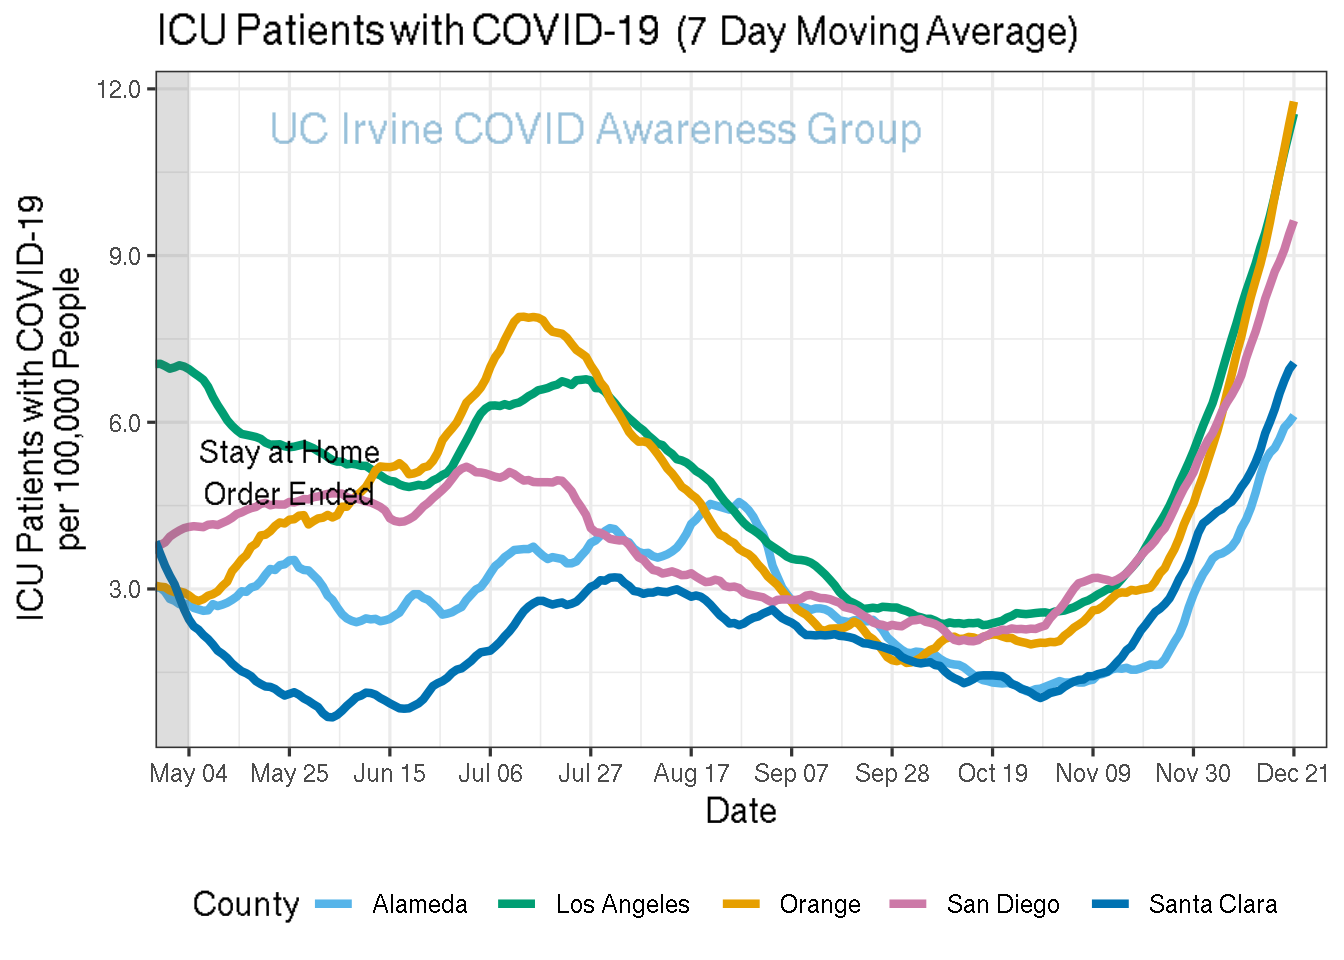 ICU Patients with COVID-19 (7 Day Moving Average)
UC Irvine COVID Awareness Group
ICU Patients with COVID-19
per 100,000 People
12.0
9.0
6.0
3.0
Stay at Home
Order Ended
May 04 May 25 Jun 15 Jul 06 Jul 27 Aug 17 Sep 07 Sep 28 Oct 19 Nov 09 Nov 30 Dec 21
Date
County Alameda Los Angeles Orange San Diego Santa Clara